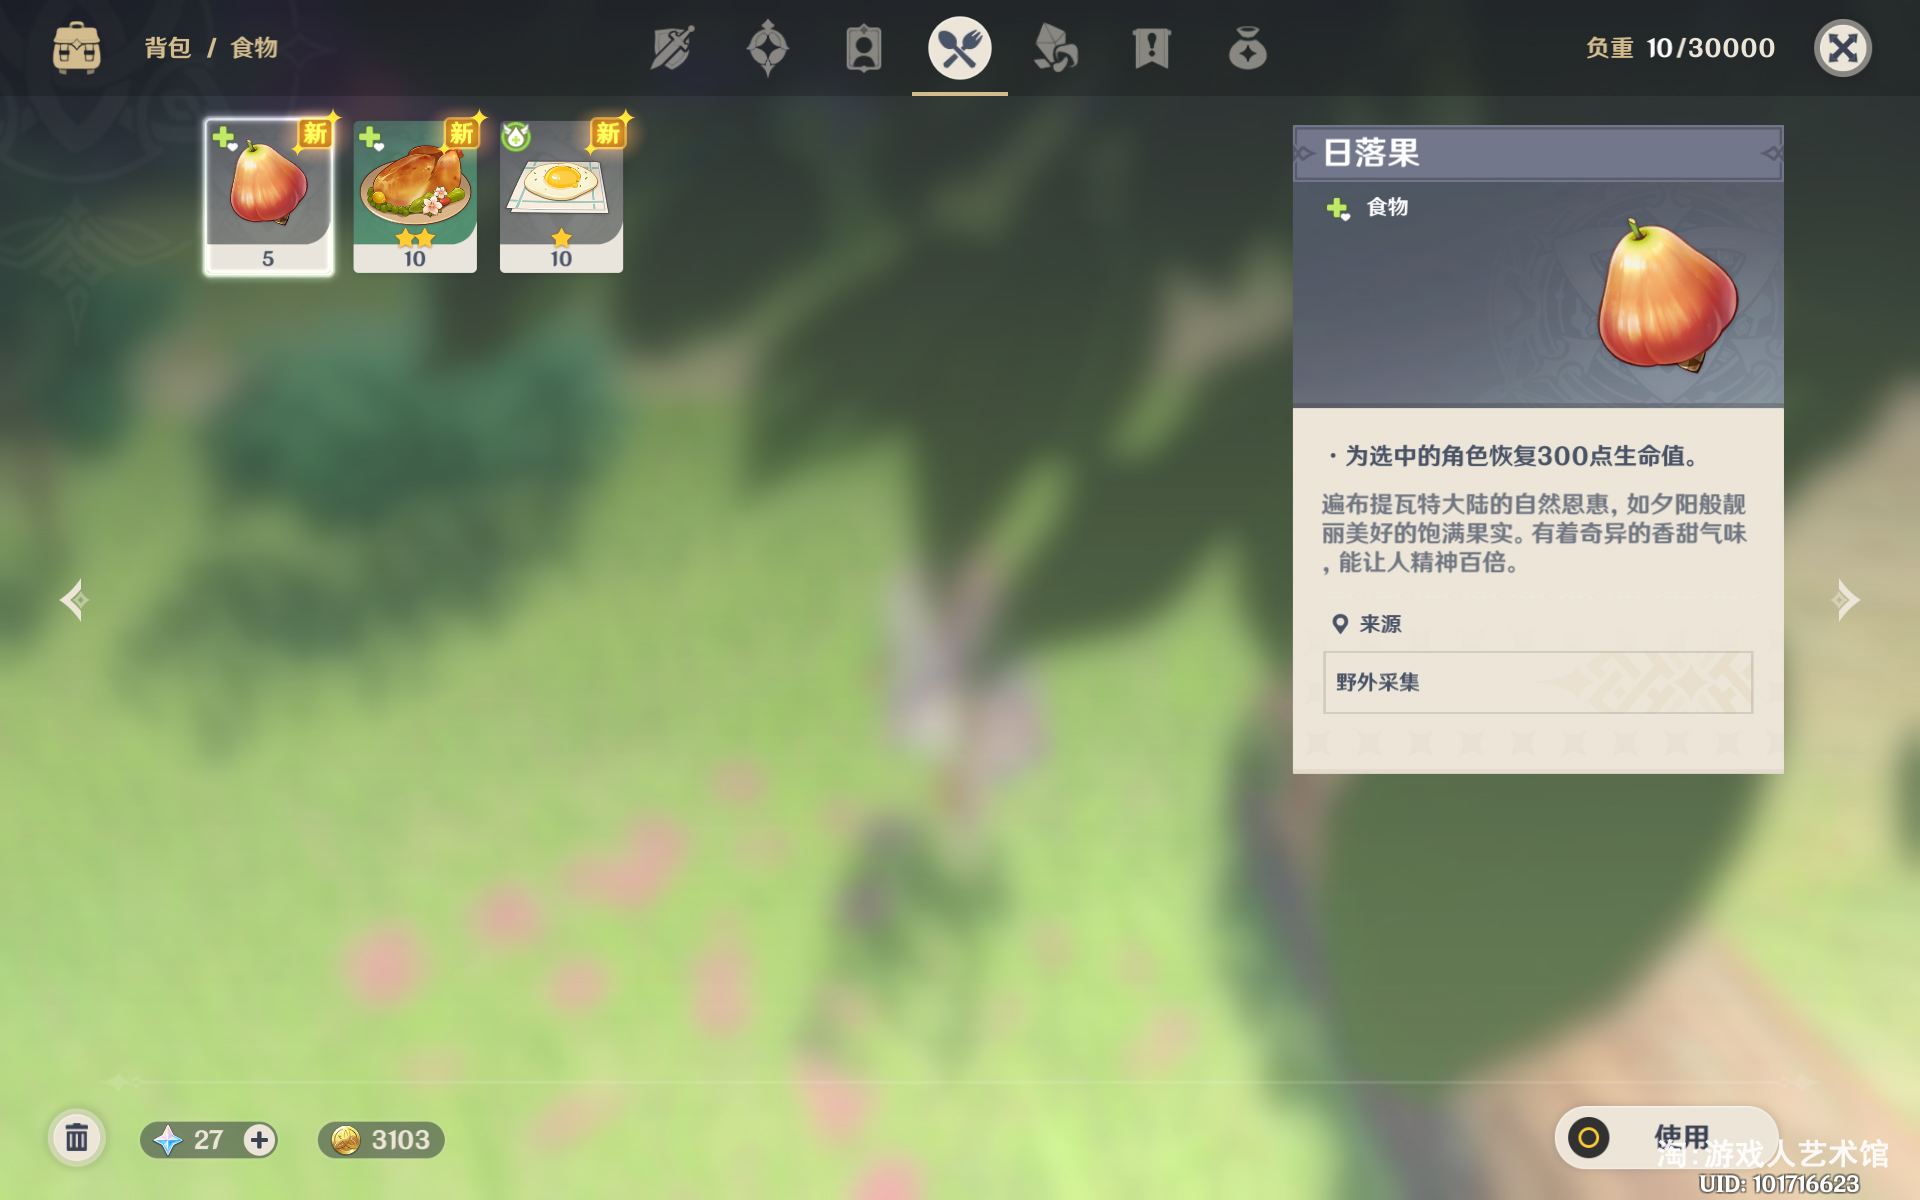 背包 / 食物
负重 10/30000
新
新
新
5
10
10
日落果
食物
·为选中的角色恢复300点生命值。
遍布提瓦特大陆的自然恩惠，如夕阳般靓
丽美好的饱满果实。有着奇异的香甜气味
，能让人精神百倍。
来源
野外采集
27
3103
使用
淘:游戏人艺术馆
UID: 101716623